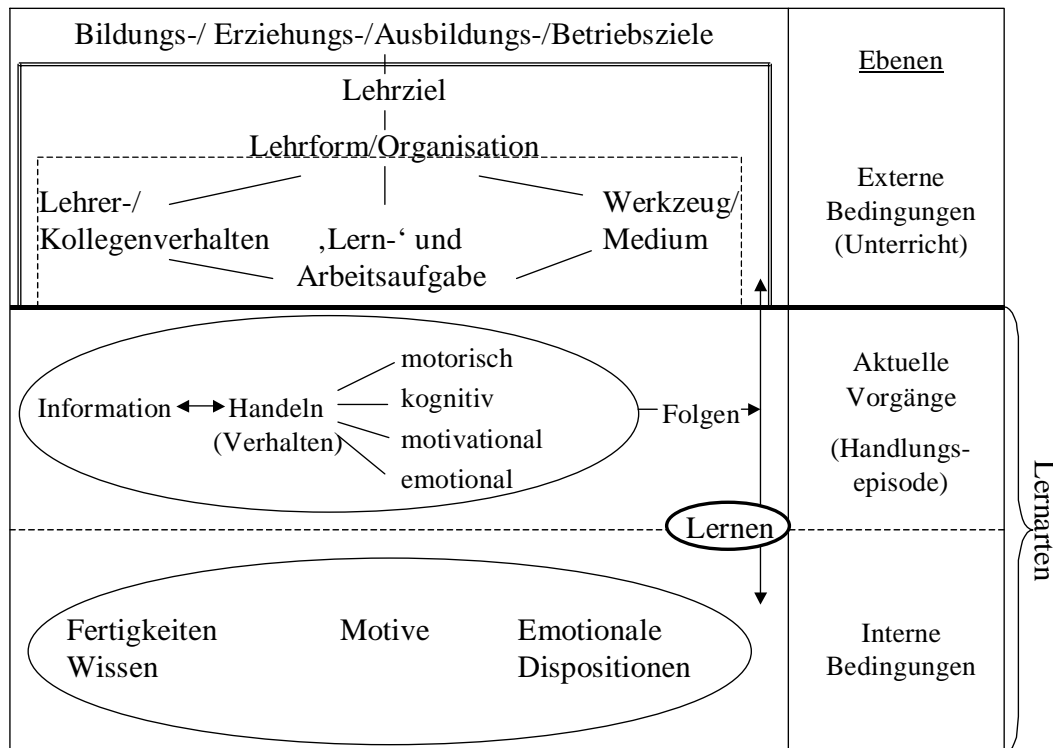 Bildungs-/ Erziehungs-/Ausbildungs-/Betriebsziele
Lehrziel
Lehrform/Organisation
Lehrer-/
Kollegenverhalten
‚Lern-‘ und
Arbeitsaufgabe
Werkzeug/
Medium
Ebenen
Externe
Bedingungen
(Unterricht)
Information
Handeln
(Verhalten)
motorisch
kognitiv
motivational
emotional
Folgen
Aktuelle
Vorgänge
(Handlungs-
episode)
Lernen
Lernarten
Fertigkeiten
Wissen
Motive
Emotionale
Dispositionen
Interne
Bedingungen